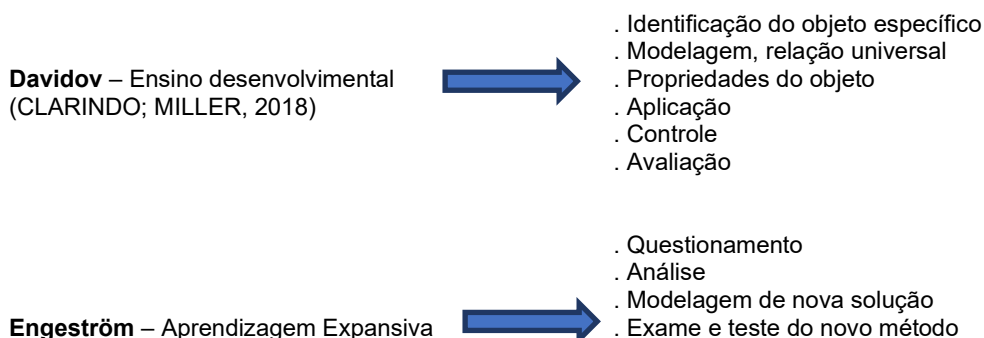 . Identificação do objeto específico
. Modelagem, relação universal
Davidov – Ensino desenvolvimental
(CLARINDO; MILLER, 2018)
. Propriedades do objeto
. Aplicação
. Controle
. Avaliação
. Questionamento
. Análise
. Modelagem de nova solução
Engeström – Aprendizagem Expansiva
. Exame e teste do novo método